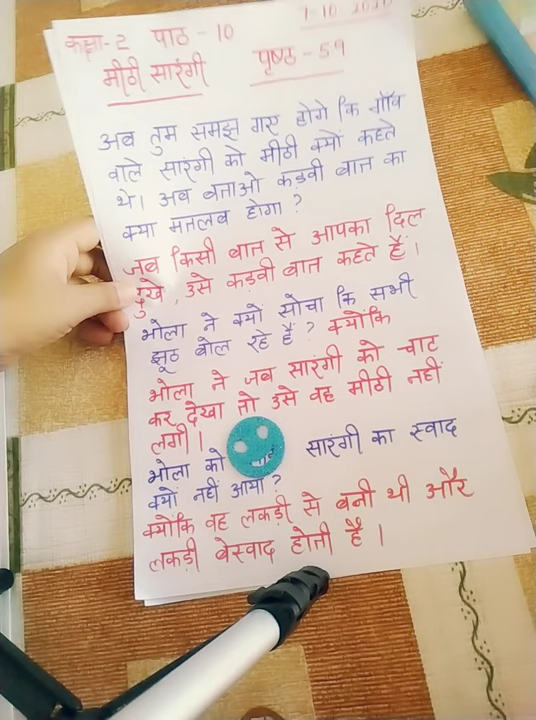 कक्षा-2 पाठ - 10
मीठी सारंगी पृष्ठ - 59
अब तुम समझ गए होगे कि गाँव
वाले सारंगी को मीठी क्यों कहते
थे। अब बताओ कड़वी बात का
क्या मतलब होगा ?
जब किसी बात से आपका दिल
दुखे , उसे कड़वी बात कहते हैं।
भोला ने क्यों सोचा कि सभी
झूठ बोल रहे हैं ? क्योंकि
भोला ने जब सारंगी को चाट
कर देखा तो उसे वह मीठी नहीं
लगी।
भोला को सारंगी का स्वाद
क्यों नहीं आया ?
क्योंकि वह लकड़ी से बनी थी और
लकड़ी बेस्वाद होती है ।